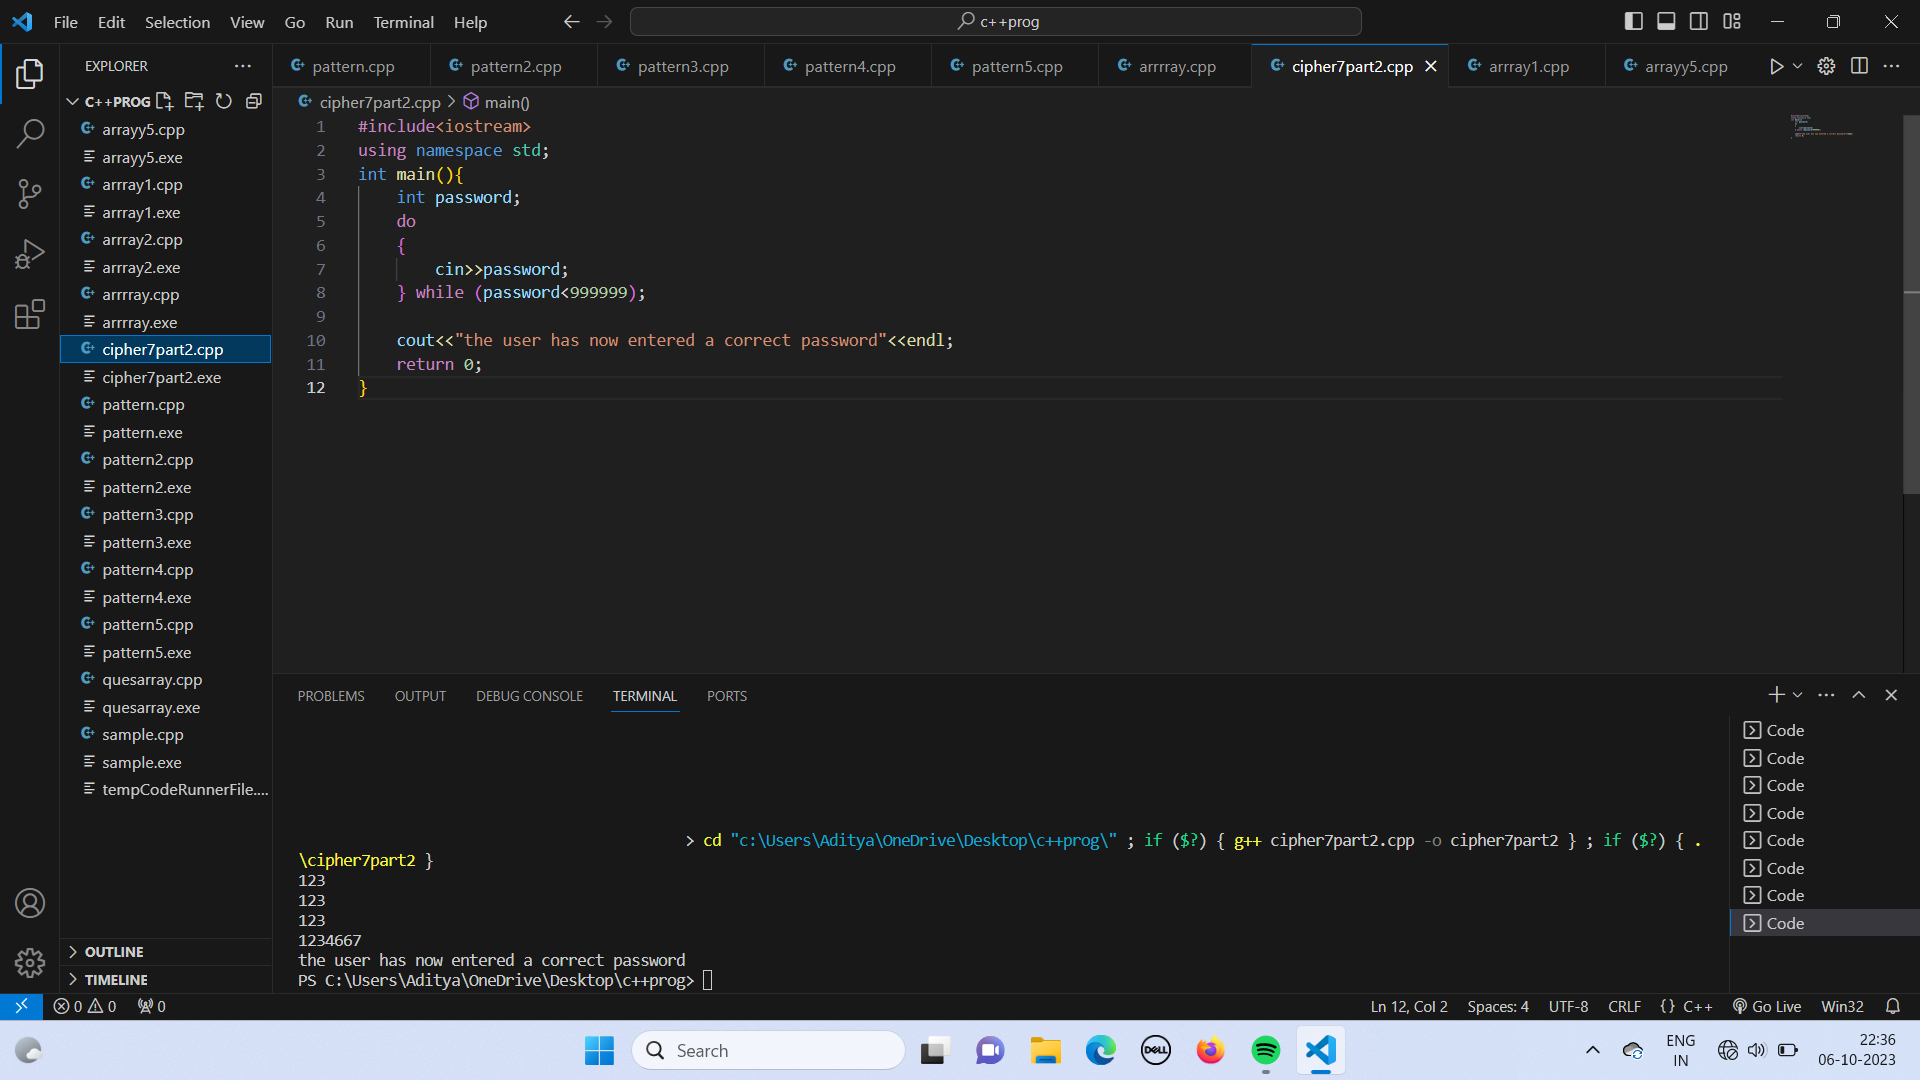 File Edit Selection View Go Run Terminal Help
c++prog
EXPLORER
pattern.cpp
pattern2.cpp
pattern3.cpp
pattern4.cpp
pattern5.cpp
arrrray.cpp
cipher7part2.cpp
arrray1.cpp
arrayy5.cpp
C++PROG
arrayy5.cpp
arrayy5.exe
arrray1.cpp
arrray1.exe
arrray2.cpp
arrray2.exe
arrrray.cpp
arrrray.exe
cipher7part2.cpp
cipher7part2.exe
pattern.cpp
pattern.exe
pattern2.cpp
pattern2.exe
pattern3.cpp
pattern3.exe
pattern4.cpp
pattern4.exe
pattern5.cpp
pattern5.exe
quesarray.cpp
quesarray.exe
sample.cpp
sample.exe
tempCodeRunnerFile....
OUTLINE
TIMELINE
cipher7part2.cpp > main()
1 #include<iostream>
2 using namespace std;
3 int main(){
4 int password;
5 do
6 {
7 cin>>password;
8 } while (password<999999);
9
10 cout<<"the user has now entered a correct password"<<endl;
11 return 0;
12 }
PROBLEMS OUTPUT DEBUG CONSOLE TERMINAL PORTS
> cd "c:\Users\Aditya\OneDrive\Desktop\c++prog\" ; if ($?) { g++ cipher7part2.cpp -o cipher7part2 } ; if ($?) { .
\cipher7part2 }
123
123
123
1234667
the user has now entered a correct password
PS C:\Users\Aditya\OneDrive\Desktop\c++prog>
Code
Code
Code
Code
Code
Code
Code
Code
0 0 0
Ln 12, Col 2 Spaces: 4 UTF-8 CRLF {} C++ Go Live Win32
Search
DELL
ENG
IN
22:36
06-10-2023